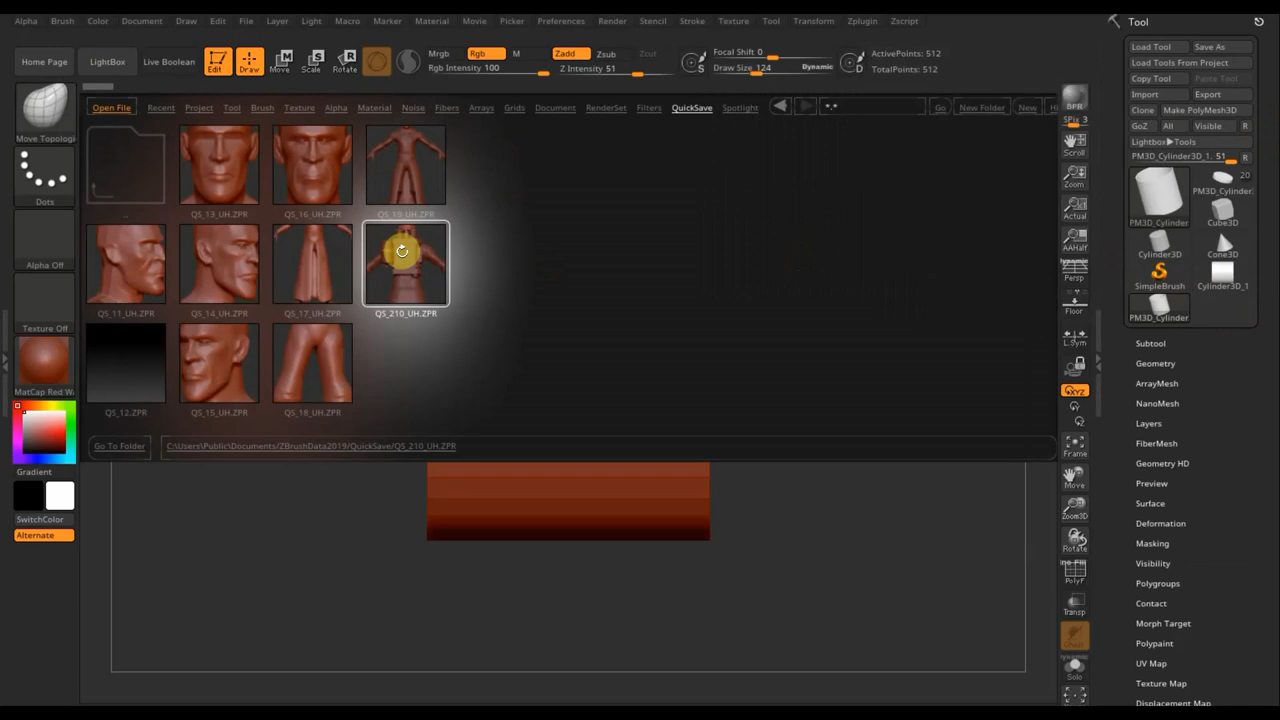 Alpha Brush Color Document Draw Edit File Layer Light Macro Marker Material Movie Picker Preferences Render Stencil Stroke Texture Tool Transform Zplugin Zscript
Home Page
LightBox
Live Boolean
Edit
Draw
Move
Scale
Rotate
Mrgb Rgb M
Rgb Intensity 100
Zadd Zsub Zcut
Z Intensity 51
S
Focal Shift 0
Draw Size 124 Dynamic
D
ActivePoints: 512
TotalPoints: 512
Move Topologi
Dots
Alpha Off
Texture Off
MatCap Red W
Gradient
SwitchColor
Alternate
Open File Recent Project Tool Brush Texture Alpha Material Noise Fibers Arrays Grids Document RenderSet Filters QuickSave Spotlight Go New Folder New
.. QS_13_UH.ZPR QS_16_UH.ZPR QS_19_UH.ZPR
QS_11_UH.ZPR QS_14_UH.ZPR QS_17_UH.ZPR QS_210_UH.ZPR
QS_12.ZPR QS_15_UH.ZPR QS_18_UH.ZPR
Go To Folder C:\Users\Public\Documents/ZBrushData2019/QuickSave/QS_210_UH.ZPR
BPR
SPix 3
Scroll
Zoom
Actual
AAHalf
Dynamic
Persp
Floor
L.Sym
XYZ
Frame
Move
Zoom3D
Rotate
PolyF
Transp
Dynamic
Solo
Tool
Load Tool Save As
Load Tools From Project
Copy Tool Paste Tool
Import Export
Clone Make PolyMesh3D
GoZ All Visible R
Lightbox▶Tools
PM3D_Cylinder3D_1. 51 R
20
PM3D_Cylinder PM3D_Cylinder.
Cube3D
Cylinder3D Cone3D
SimpleBrush Cylinder3D_1
PM3D_Cylinder
Subtool
Geometry
ArrayMesh
NanoMesh
Layers
FiberMesh
Geometry HD
Preview
Surface
Deformation
Masking
Visibility
Polygroups
Contact
Morph Target
Polypaint
UV Map
Texture Map
Displacement Map